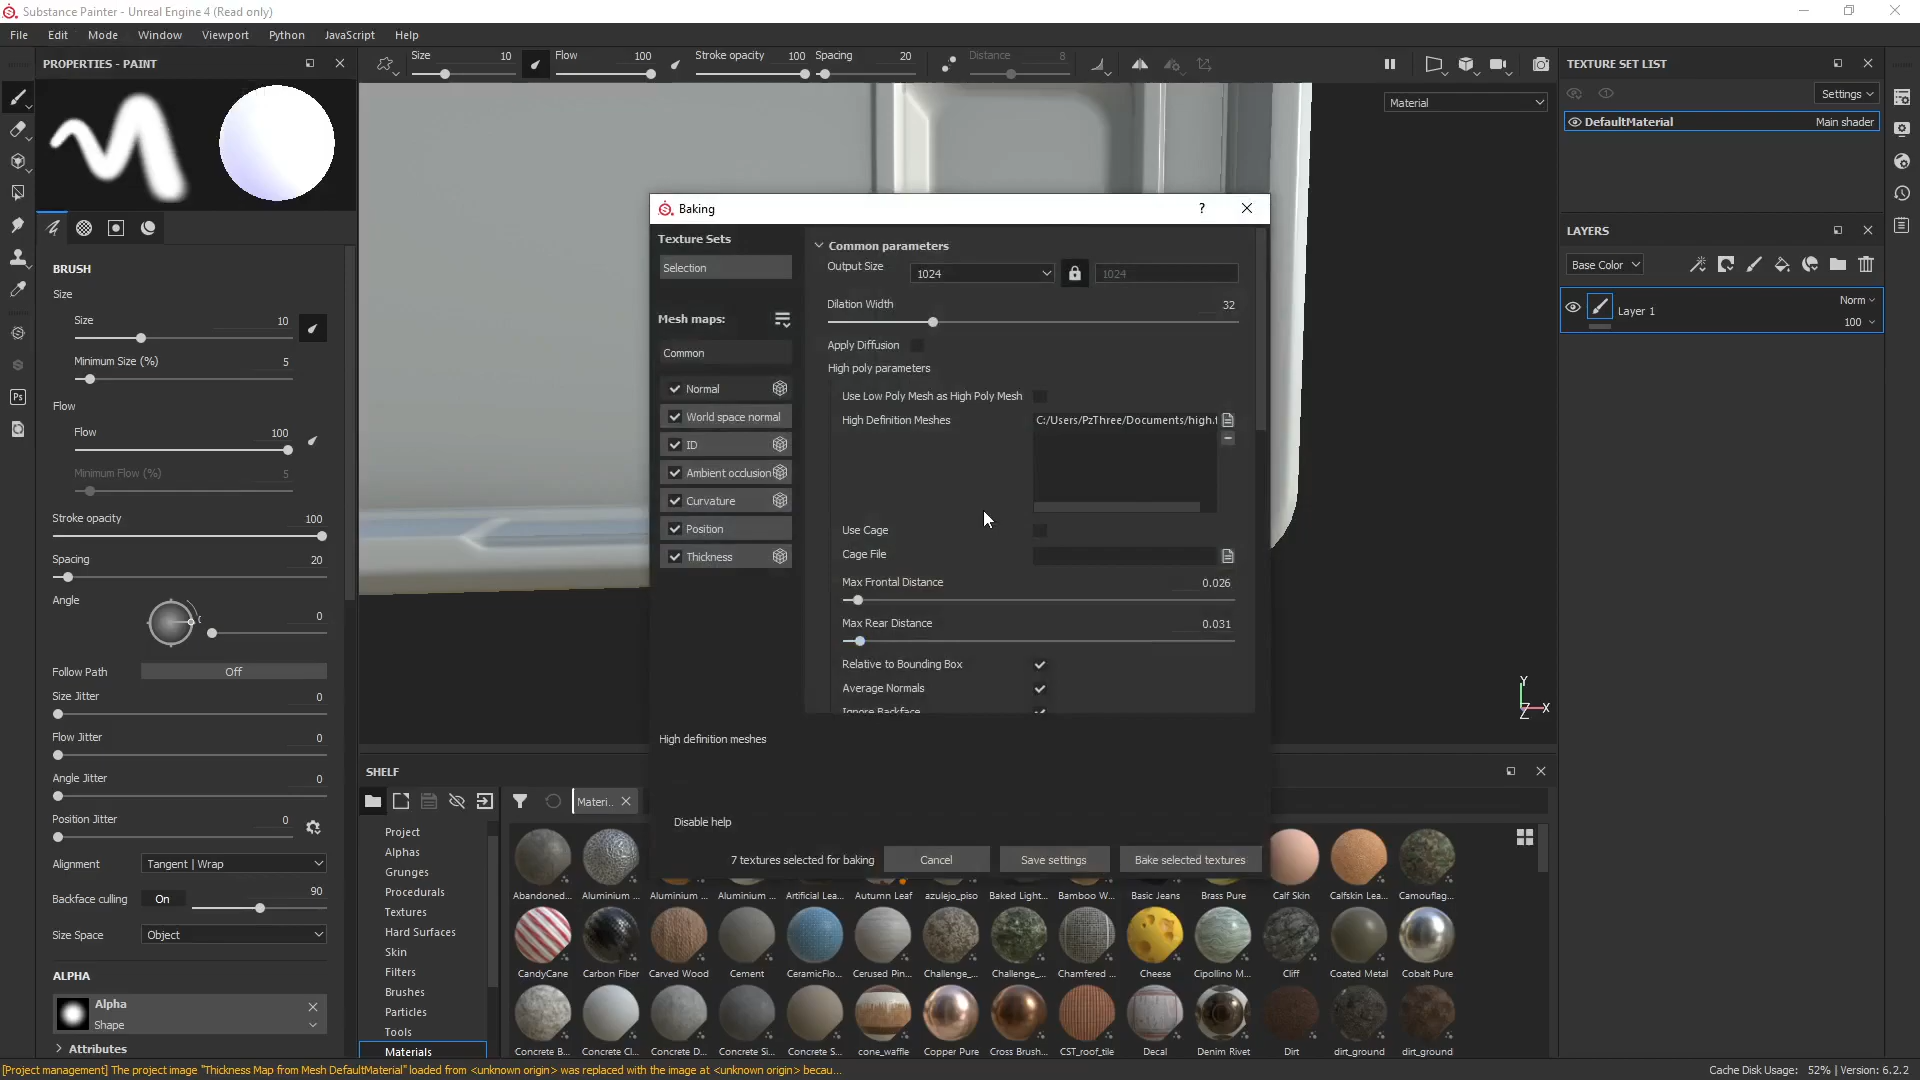 Substance Painter - Unreal Engine 4 (Read only)
File Edit Mode Window Viewport Python JavaScript Help
PROPERTIES - PAINT
Size 10 Flow 100 Stroke opacity 100 Spacing 20 Distance 8
Material
TEXTURE SET LIST
Settings
DefaultMaterial Main shader
LAYERS
Base Color
Layer 1 Norm
100
BRUSH
Size
Size 10
Minimum Size (%) 5
Flow
Flow 100
Minimum Flow (%) 5
Stroke opacity 100
Spacing 20
Angle
0
Follow Path Off
Size Jitter 0
Flow Jitter 0
Angle Jitter 0
Position Jitter 0
Alignment Tangent | Wrap
Backface culling On 90
Size Space Object
ALPHA
Alpha
Shape
Attributes
Baking ?
Texture Sets
Selection
Mesh maps:
Common
Normal
World space normal
ID
Ambient occlusion
Curvature
Position
Thickness
Common parameters
Output Size 1024 1024
Dilation Width 32
Apply Diffusion
High poly parameters
Use Low Poly Mesh as High Poly Mesh
High Definition Meshes C:/Users/PzThree/Documents/high.f
Use Cage
Cage File
Max Frontal Distance 0.026
Max Rear Distance 0.031
Relative to Bounding Box
Average Normals
Ignore Backface
High definition meshes
Disable help
7 textures selected for baking Cancel Save settings Bake selected textures
Y
Z X
SHELF
Ps
Materi..
Project
Alphas
Grunges
Procedurals
Textures
Hard Surfaces
Skin
Filters
Brushes
Particles
Tools
Materials
Abandoned... Aluminium ... Aluminium ... Aluminium ... Artificial Lea... Autumn Leaf azulejo_piso Baked Light... Bamboo W... Basic Jeans Brass Pure Calf Skin Calfskin Lea... Camouflag...
CandyCane Carbon Fiber Carved Wood Cement CeramicFlo... Cerused Pin... Challenge_... Challenge_... Chamfered ... Cheese Cipollino M... Cliff Coated Metal Cobalt Pure
Concrete B... Concrete Cl... Concrete D... Concrete Si... Concrete S... cone_waffle Copper Pure Cross Brush... CST_roof_tile Decal Denim Rivet Dirt dirt_ground dirt_ground
[Project management] The project image "Thickness Map from Mesh DefaultMaterial" loaded from <unknown origin> was replaced with the image at <unknown origin> becau...
Cache Disk Usage: 52% | Version: 6.2.2